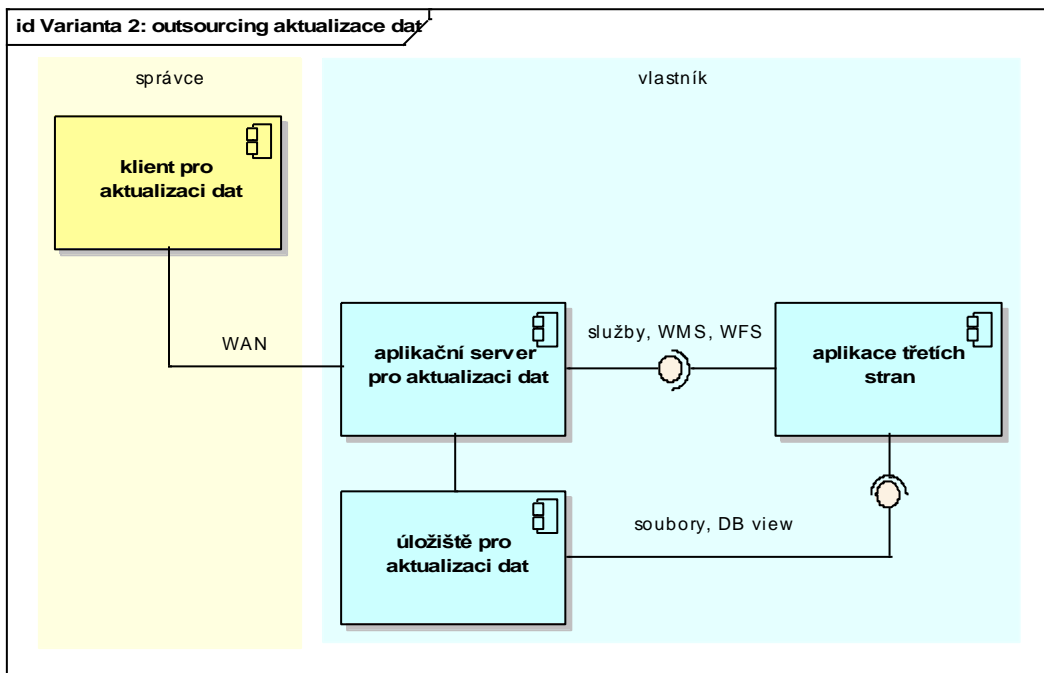 id Varianta 2: outsourcing aktualizace dat
správce
vlastník
klient pro
aktualizaci dat
WAN
aplikační server
pro aktualizaci dat
služby, WMS, WFS
aplikace třetích
stran
úložiště pro
aktualizaci dat
soubory, DB view